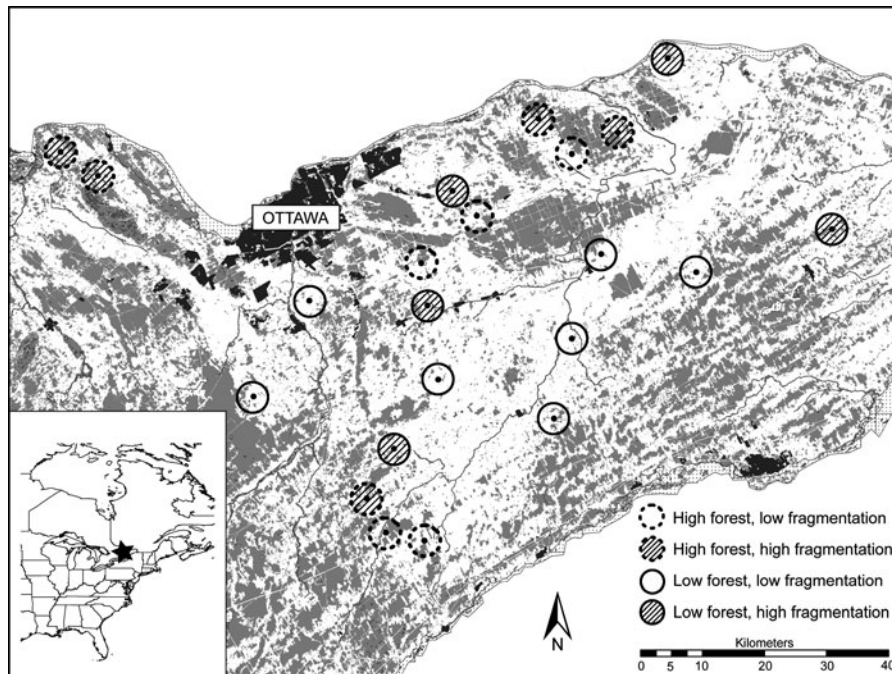 OTTAWA
High forest, low fragmentation
High forest, high fragmentation
Low forest, low fragmentation
Low forest, high fragmentation
N
Kilometers
0 5 10 20 30 40